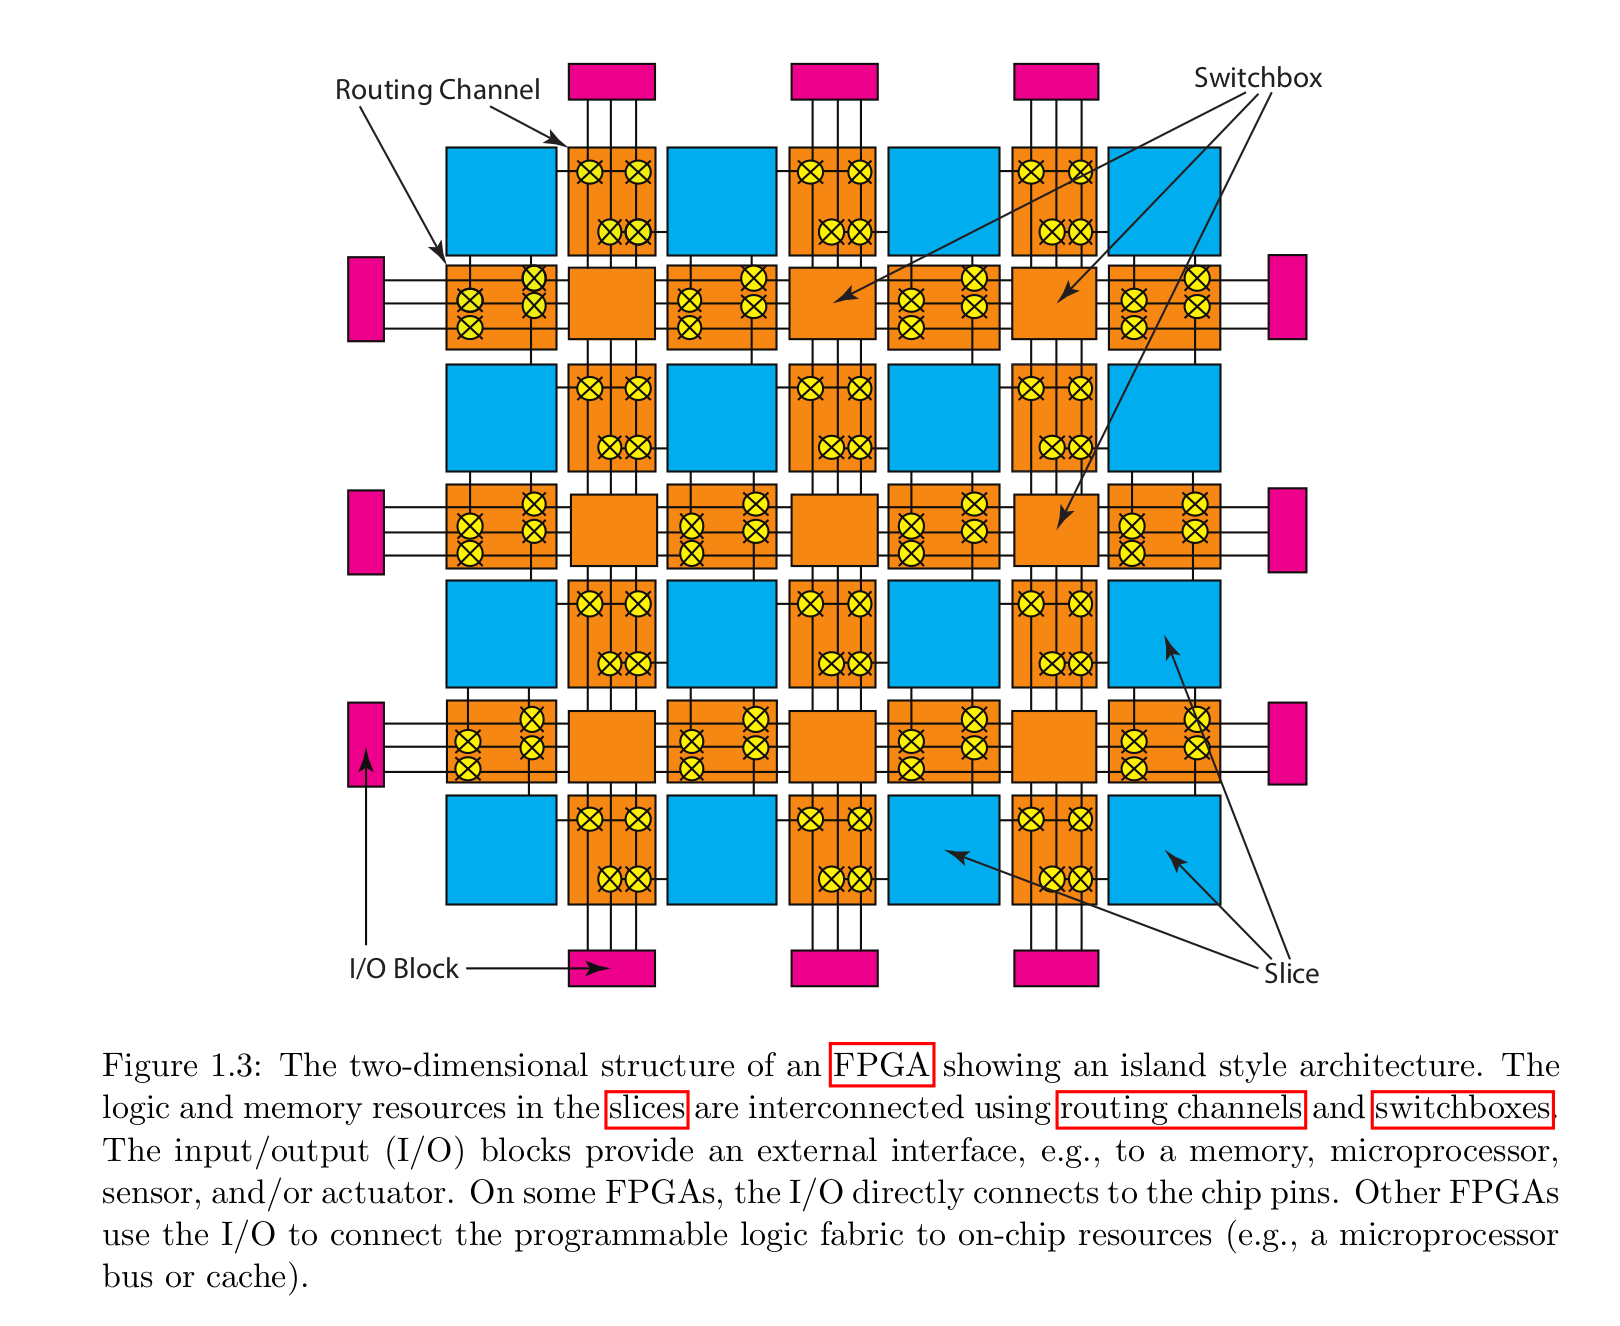 Routing Channel
Switchbox
I/O Block
Slice
Figure 1.3: The two-dimensional structure of an FPGA showing an island style architecture. The
logic and memory resources in the slices are interconnected using routing channels and switchboxes.
The input/output (I/O) blocks provide an external interface, e.g., to a memory, microprocessor,
sensor, and/or actuator. On some FPGAs, the I/O directly connects to the chip pins. Other FPGAs
use the I/O to connect the programmable logic fabric to on-chip resources (e.g., a microprocessor
bus or cache).